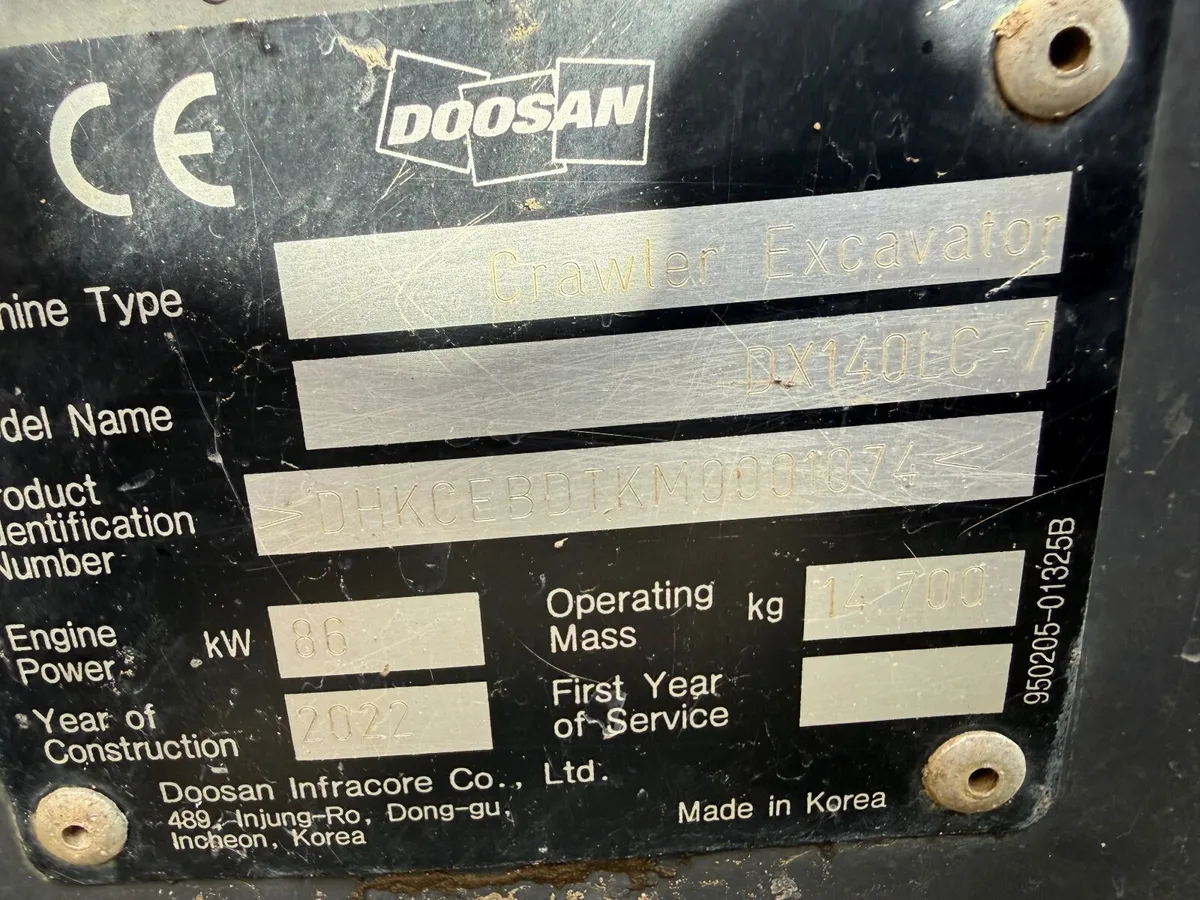 CE
DOOSAN
hine Type
Crawler Excavator
del Name
DX140LC-7
roduct
dentification
Number
>DHKCEBDTKM0001074<
Engine
Power
kW
86
Operating
Mass
kg
14 700
Year of
Construction
2022
First Year
of Service
950205-01325B
Doosan Infracore Co., Ltd.
489, Injung-Ro, Dong-gu,
Incheon, Korea
Made in Korea